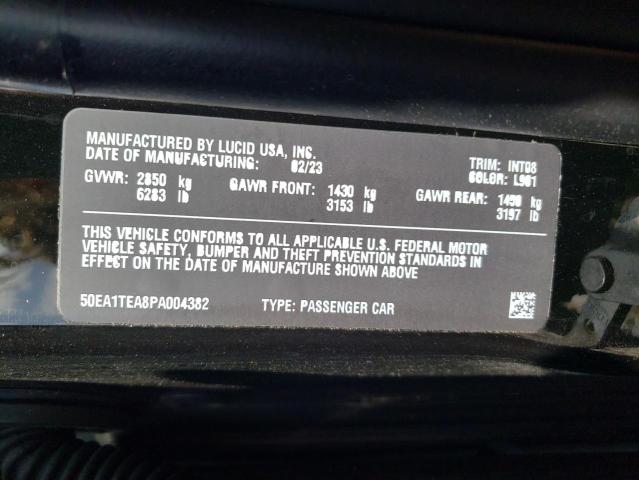 MANUFACTURED BY LUCID USA, INC.
DATE OF MANUFACTURING: 02/23
TRIM: INT08
COLOR: L981
GVWR: 2850 kg GAWR FRONT: 1430 kg GAWR REAR: 1450 kg
6283 lb 3153 lb 3197 lb
THIS VEHICLE CONFORMS TO ALL APPLICABLE U.S. FEDERAL MOTOR
VEHICLE SAFETY, BUMPER AND THEFT PREVENTION STANDARDS IN
EFFECT ON THE DATE OF MANUFACTURE SHOWN ABOVE
50EA1TEA8PA004382 TYPE: PASSENGER CAR